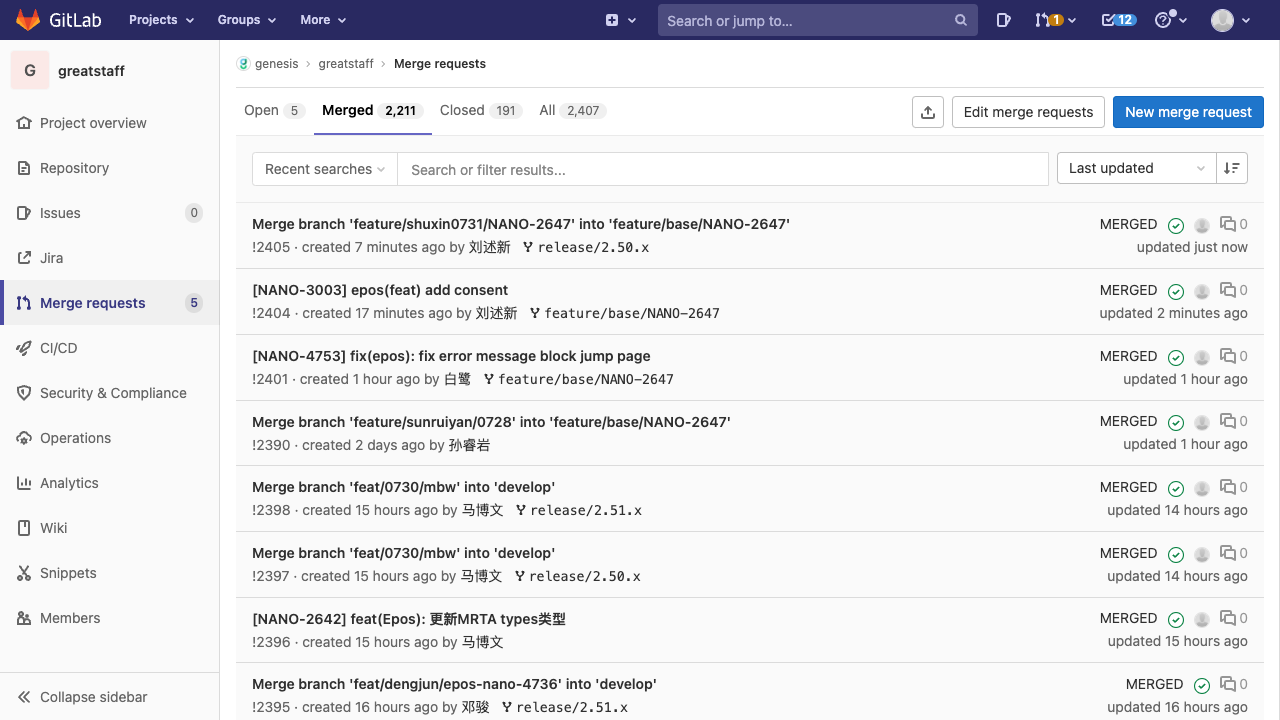 GitLab Projects Groups More Search or jump to... 1 12
G greatstaff
Project overview
Repository
Issues 0
Jira
Merge requests 5
CI/CD
Security & Compliance
Operations
Analytics
Wiki
Snippets
Members
Collapse sidebar
genesis › greatstaff › Merge requests
Open 5 Merged 2,211 Closed 191 All 2,407 Edit merge requests New merge request
Recent searches Search or filter results... Last updated
Merge branch 'feature/shuxin0731/NANO-2647' into 'feature/base/NANO-2647' MERGED 0
!2405 · created 7 minutes ago by 刘述新 release/2.50.x updated just now
[NANO-3003] epos(feat) add consent MERGED 0
!2404 · created 17 minutes ago by 刘述新 feature/base/NANO-2647 updated 2 minutes ago
[NANO-4753] fix(epos): fix error message block jump page MERGED 0
!2401 · created 1 hour ago by 白鹭 feature/base/NANO-2647 updated 1 hour ago
Merge branch 'feature/sunruiyan/0728' into 'feature/base/NANO-2647' MERGED 0
!2390 · created 2 days ago by 孙睿岩 updated 1 hour ago
Merge branch 'feat/0730/mbw' into 'develop' MERGED 0
!2398 · created 15 hours ago by 马博文 release/2.51.x updated 14 hours ago
Merge branch 'feat/0730/mbw' into 'develop' MERGED 0
!2397 · created 15 hours ago by 马博文 release/2.50.x updated 14 hours ago
[NANO-2642] feat(Epos): 更新MRTA types类型 MERGED 0
!2396 · created 15 hours ago by 马博文 updated 15 hours ago
Merge branch 'feat/dengjun/epos-nano-4736' into 'develop' MERGED 0
!2395 · created 16 hours ago by 邓骏 release/2.51.x updated 16 hours ago